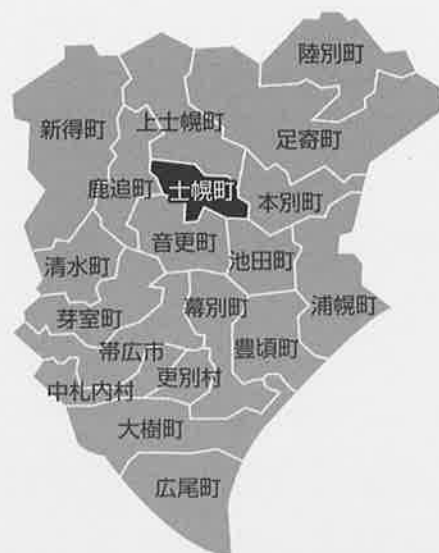 陸別町
新得町
上士幌町
足寄町
鹿追町
士幌町
本別町
音更町
清水町
池田町
浦幌町
芽室町
幕別町
帯広市
豊頃町
更別村
中札内村
大樹町
広尾町